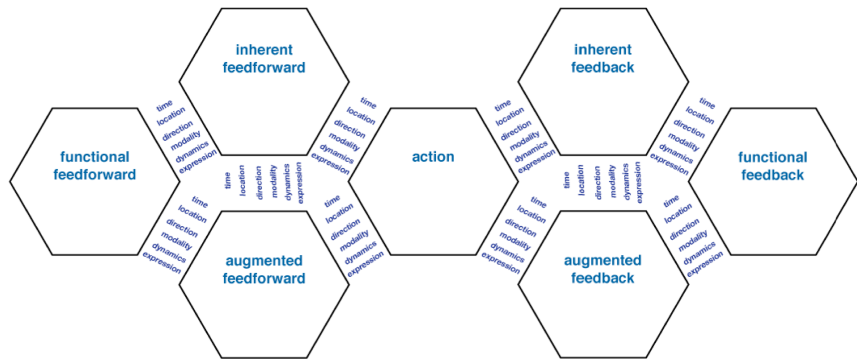 inherent
feedforward
inherent
feedback
time
location
direction
modality
dynamics
expression
time
location
direction
modality
dynamics
expression
time
location
direction
modality
dynamics
expression
time
location
direction
modality
dynamics
expression
functional
feedforward
action
functional
feedback
time
location
direction
modality
dynamics
expression
time
location
direction
modality
dynamics
expression
time
location
direction
modality
dynamics
expression
time
location
direction
modality
dynamics
expression
time
location
direction
modality
dynamics
expression
time
location
direction
modality
dynamics
expression
augmented
feedforward
augmented
feedback